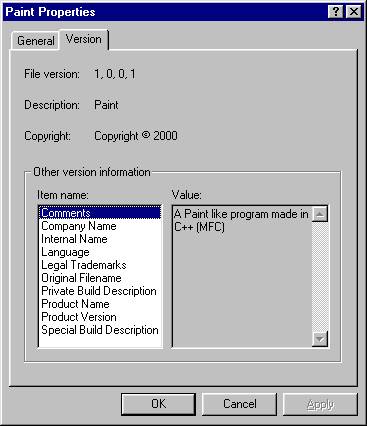 Paint Properties
General Version
File version: 1, 0, 0, 1
Description: Paint
Copyright: Copyright © 2000
Other version information
Item name: Value:
Comments
Company Name
Internal Name
Language
Legal Trademarks
Original Filename
Private Build Description
Product Name
Product Version
Special Build Description
A Paint like program made in
C++ (MFC)
OK Cancel Apply